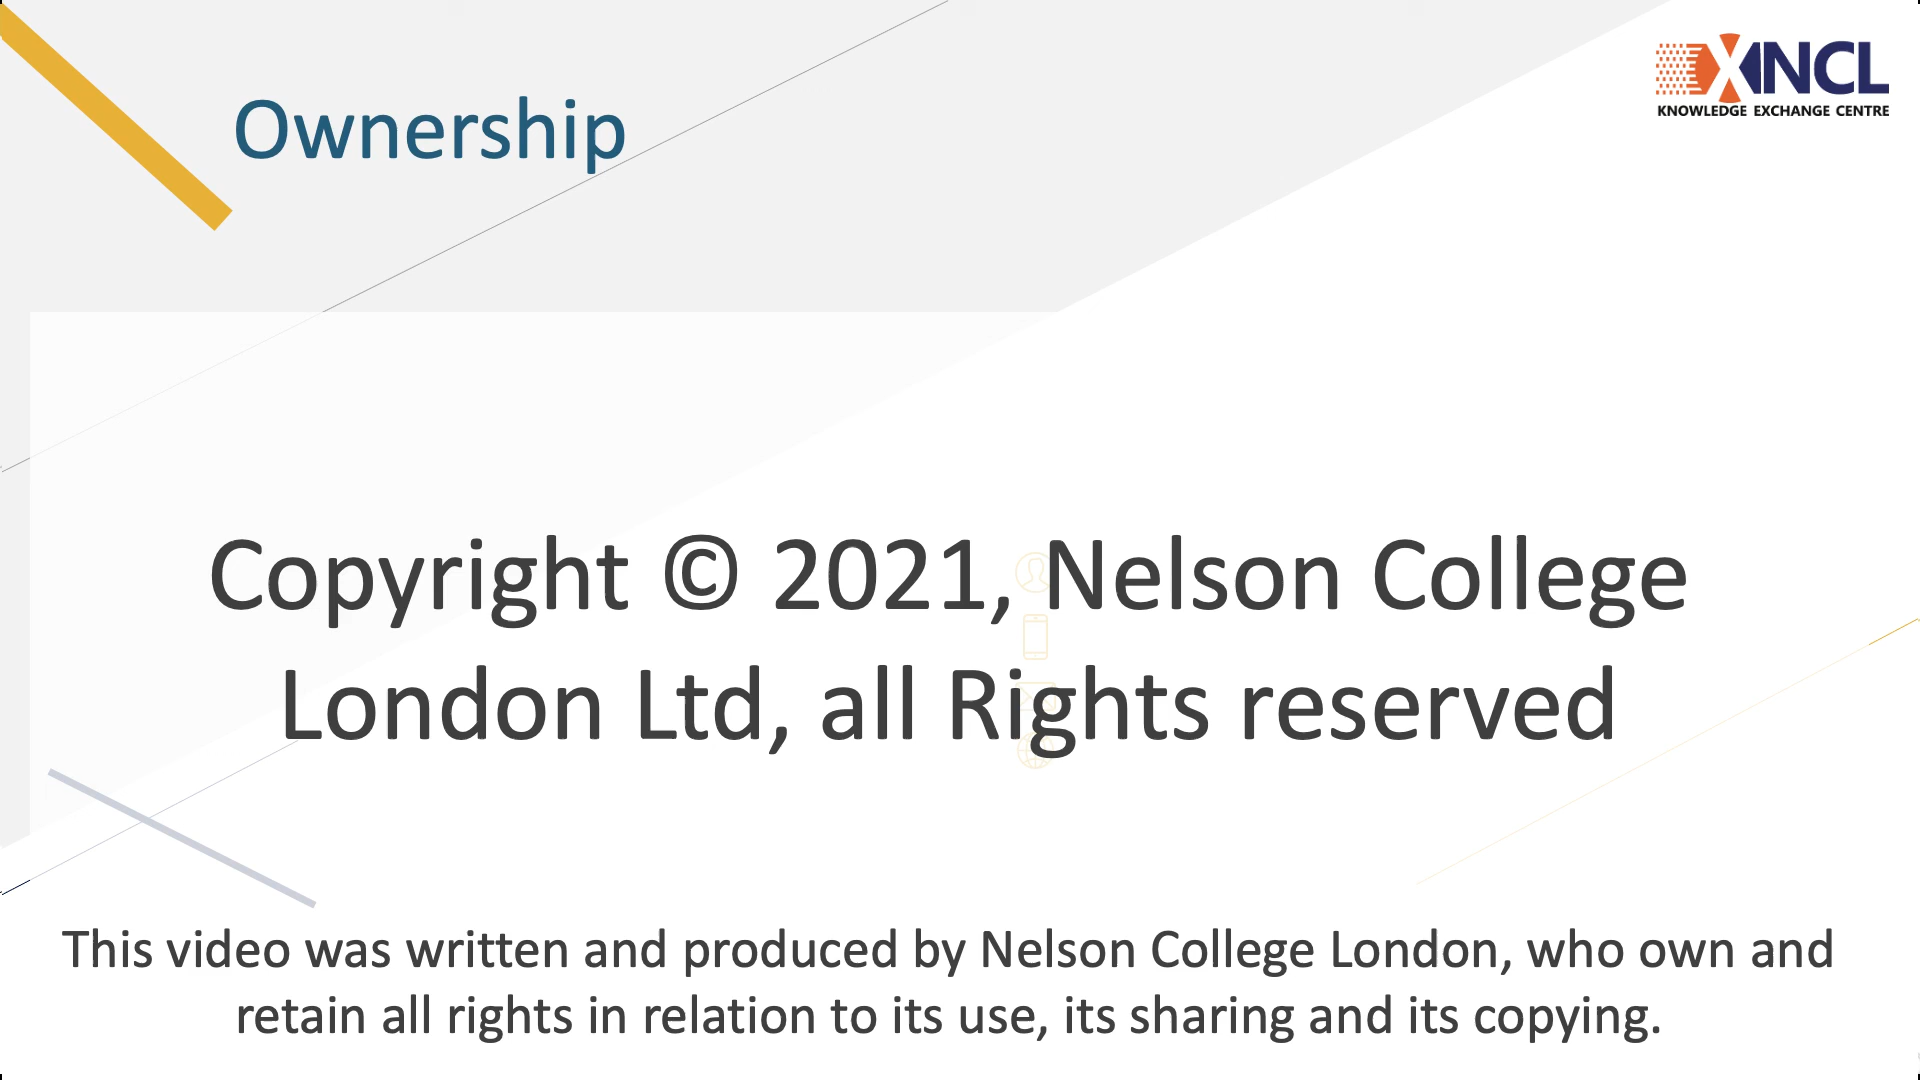 Ownership
XNCL
KNOWLEDGE EXCHANGE CENTRE
Copyright © 2021, Nelson College
London Ltd, all Rights reserved
This video was written and produced by Nelson College London, who own and
retain all rights in relation to its use, its sharing and its copying.